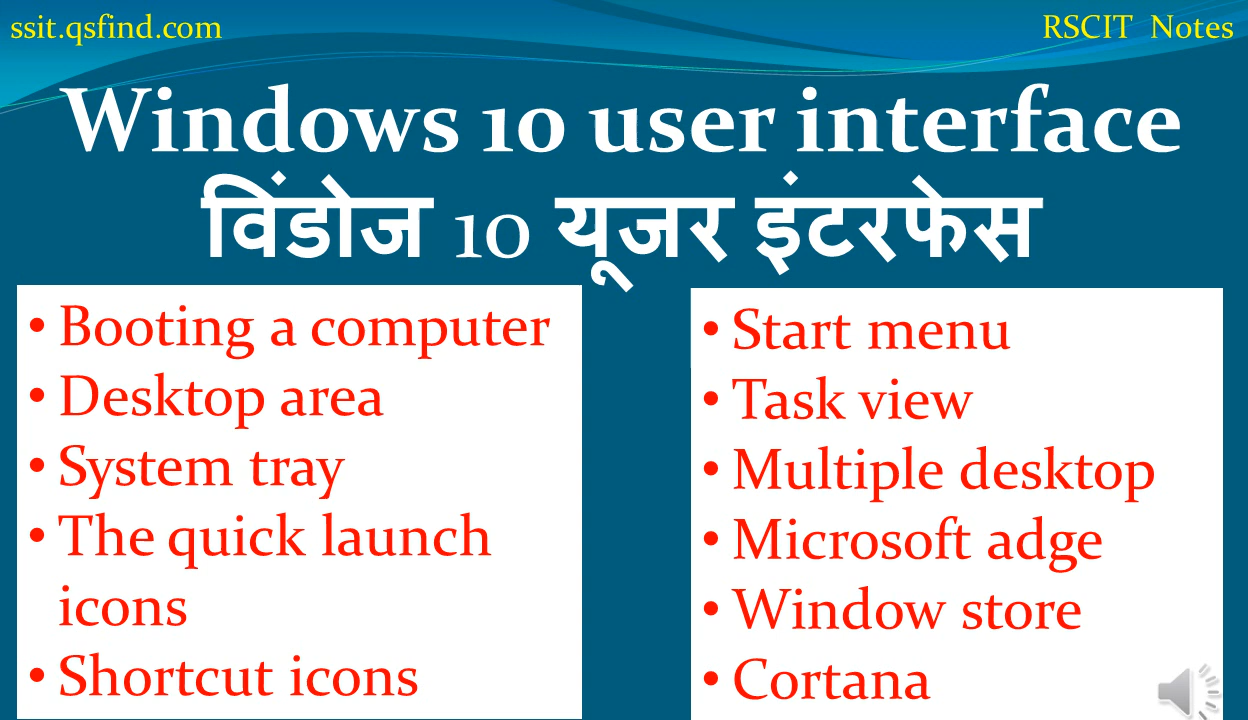 ssit.qsfind.com
RSCIT Notes
Windows 10 user interface
विंडोज 10 यूजर इंटरफेस
• Booting a computer
• Desktop area
• System tray
• The quick launch
icons
• Shortcut icons
• Start menu
• Task view
• Multiple desktop
• Microsoft adge
• Window store
• Cortana